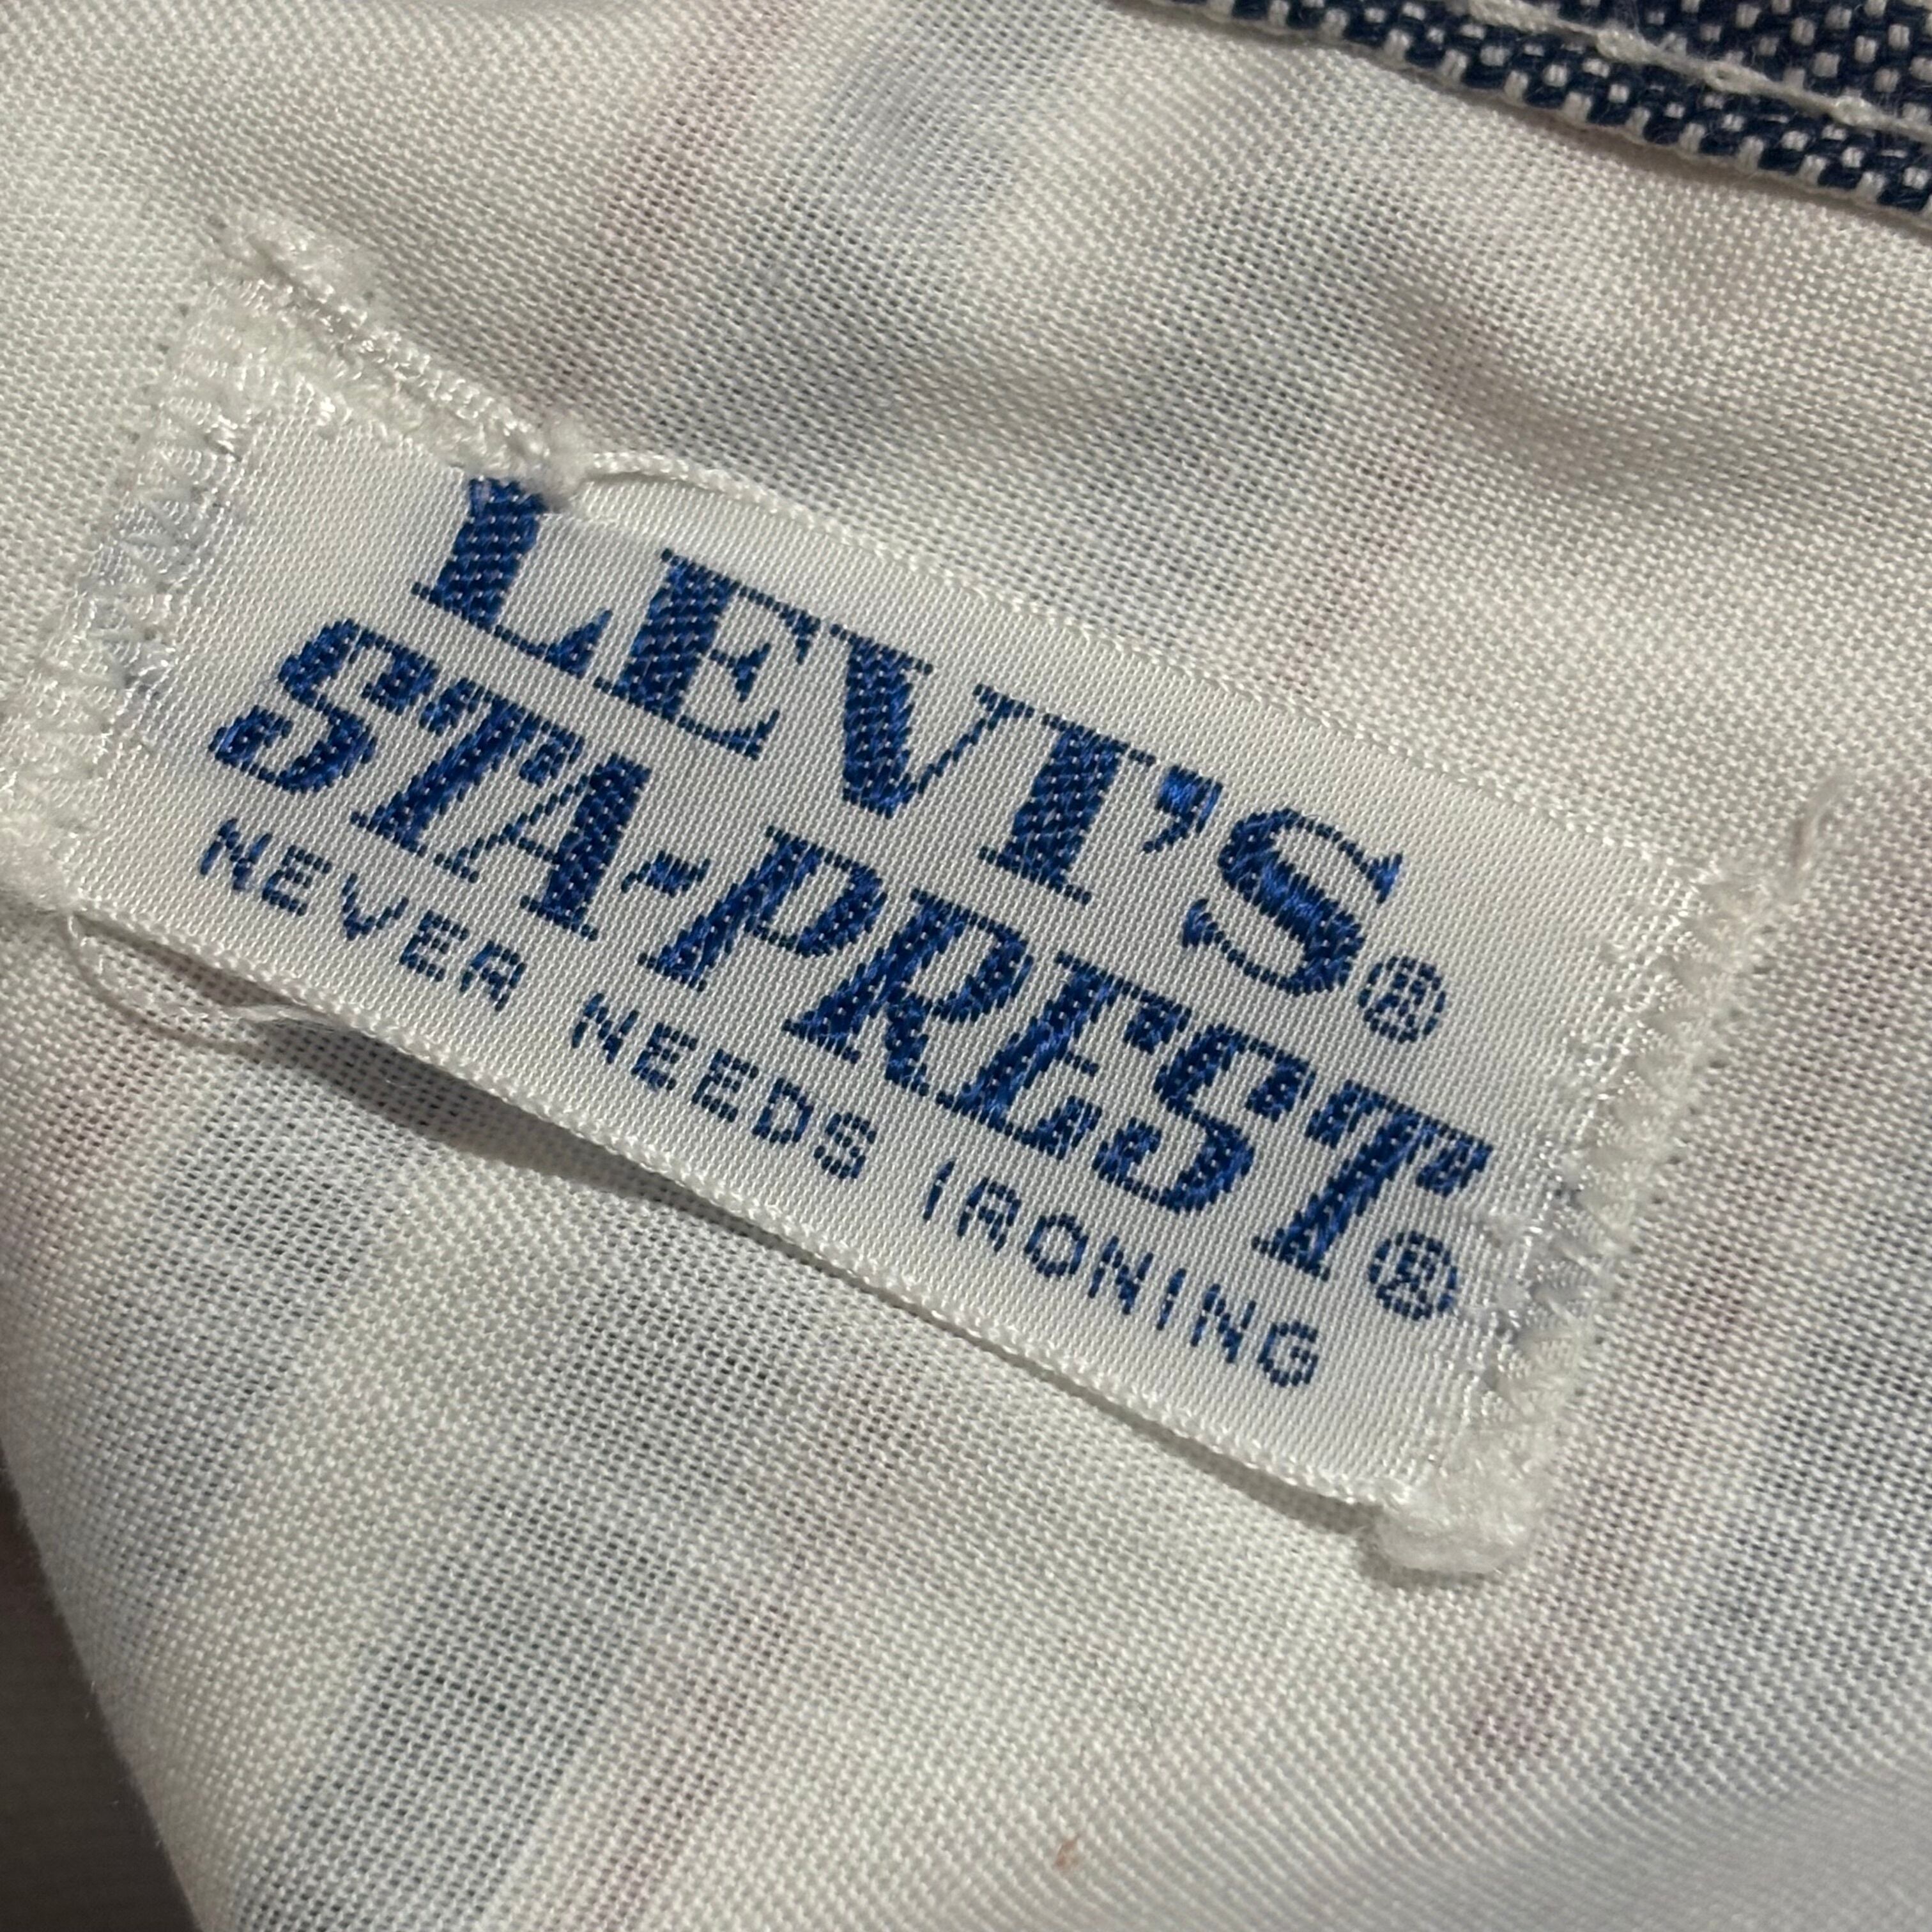 LEVI'S®
STA-PREST®
NEVER NEEDS IRONING